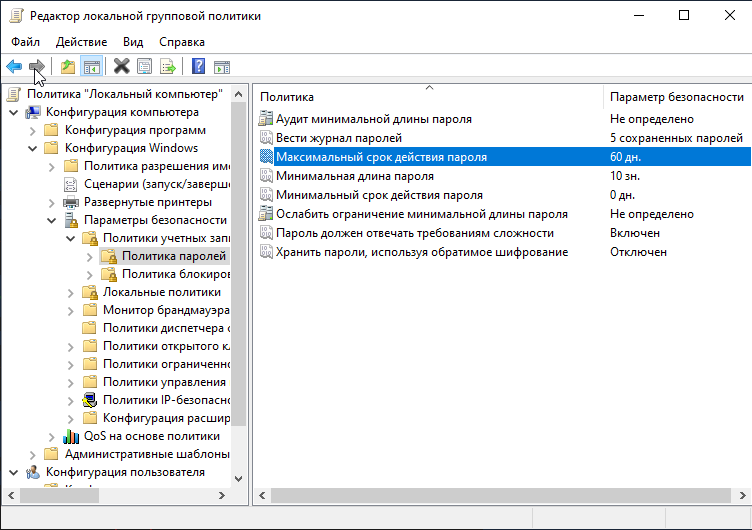 Редактор локальной групповой политики
Файл Действие Вид Справка
Политика "Локальный компьютер"
Конфигурация компьютера
Конфигурация программ
Конфигурация Windows
Политика разрешения име
Сценарии (запуск/заверше
Развернутые принтеры
Параметры безопасности
Политики учетных запи
Политика паролей
Политика блокиров
Локальные политики
Монитор брандмауэра
Политики диспетчера с
Политики открытого кл
Политики ограниченно
Политики управления
Политики IP-безопасно
Конфигурация расшир
QoS на основе политики
Административные шаблоны
Конфигурация пользователя
Политика Параметр безопасности
Аудит минимальной длины пароля Не определено
Вести журнал паролей 5 сохраненных паролей
Максимальный срок действия пароля 60 дн.
Минимальная длина пароля 10 зн.
Минимальный срок действия пароля 0 дн.
Ослабить ограничение минимальной длины пароля Не определено
Пароль должен отвечать требованиям сложности Включен
Хранить пароли, используя обратимое шифрование Отключен